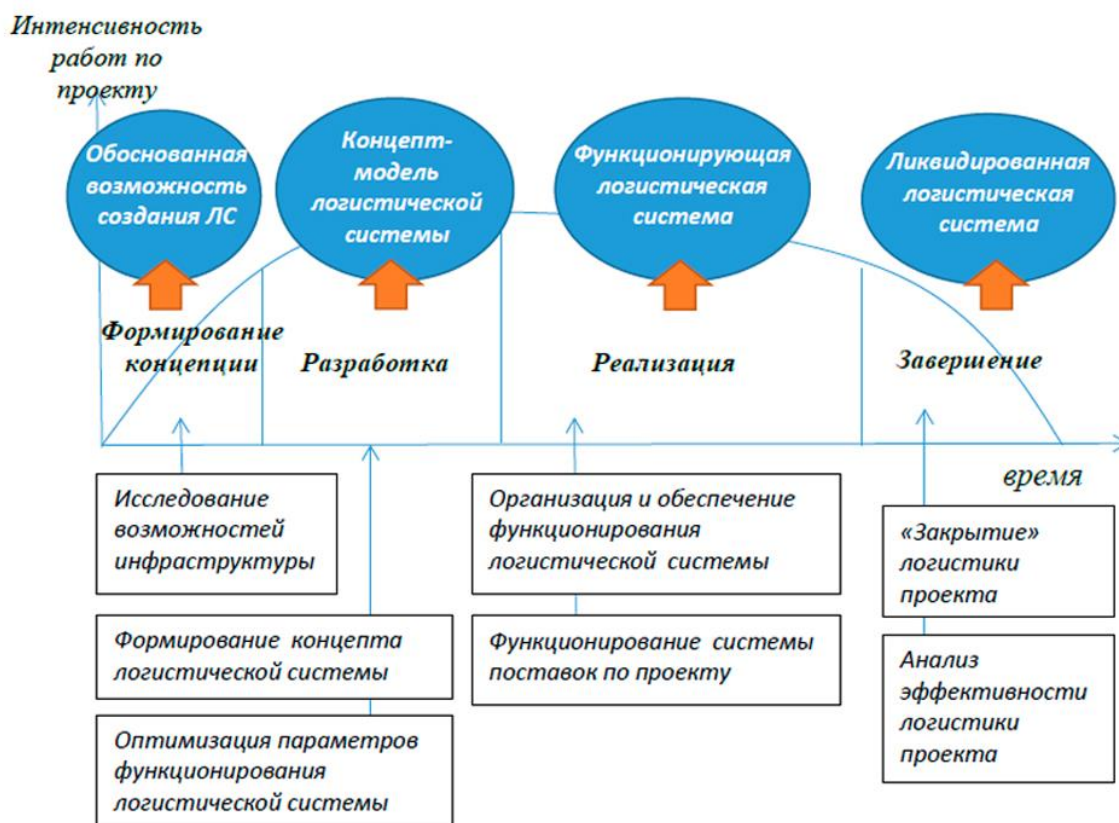 Интенсивность
работ по
проекту
Обоснованная
возможность
создания ЛС
Концепт-
модель
логистической
системы
Функционирующая
логистическая
система
Ликвидированная
логистическая
система
Формирование
концепции
Разработка
Реализация
Завершение
время
Исследование
возможностей
инфраструктуры
Формирование концепта
логистической системы
Оптимизация параметров
функционирования
логистической системы
Организация и обеспечение
функционирования
логистической системы
Функционирование системы
поставок по проекту
«Закрытие»
логистики
проекта
Анализ
эффективности
логистики
проекта